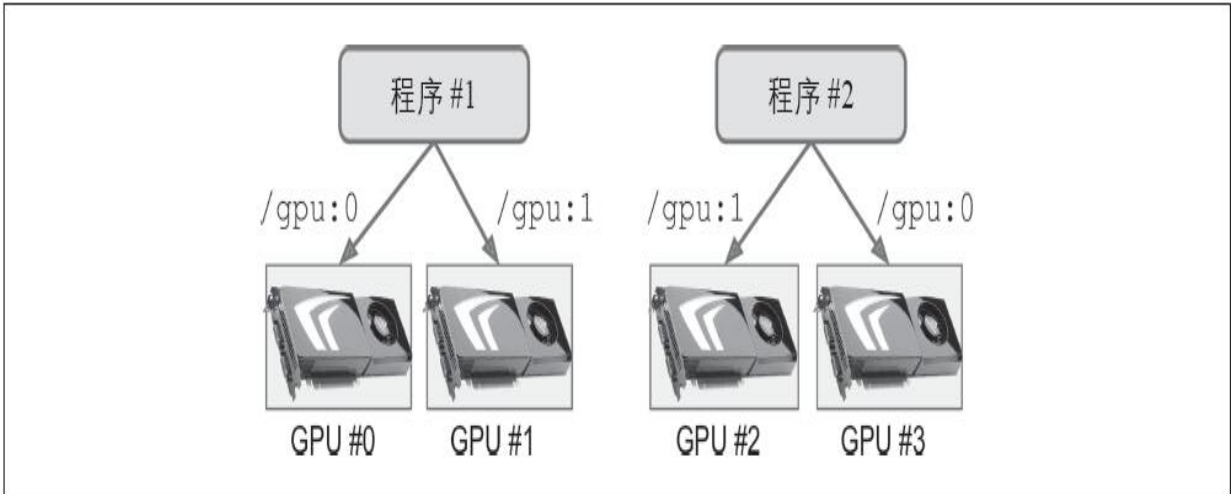 程序 #1
程序 #2
/gpu:0
/gpu:1
/gpu:1
/gpu:0
GPU #0
GPU #1
GPU #2
GPU #3